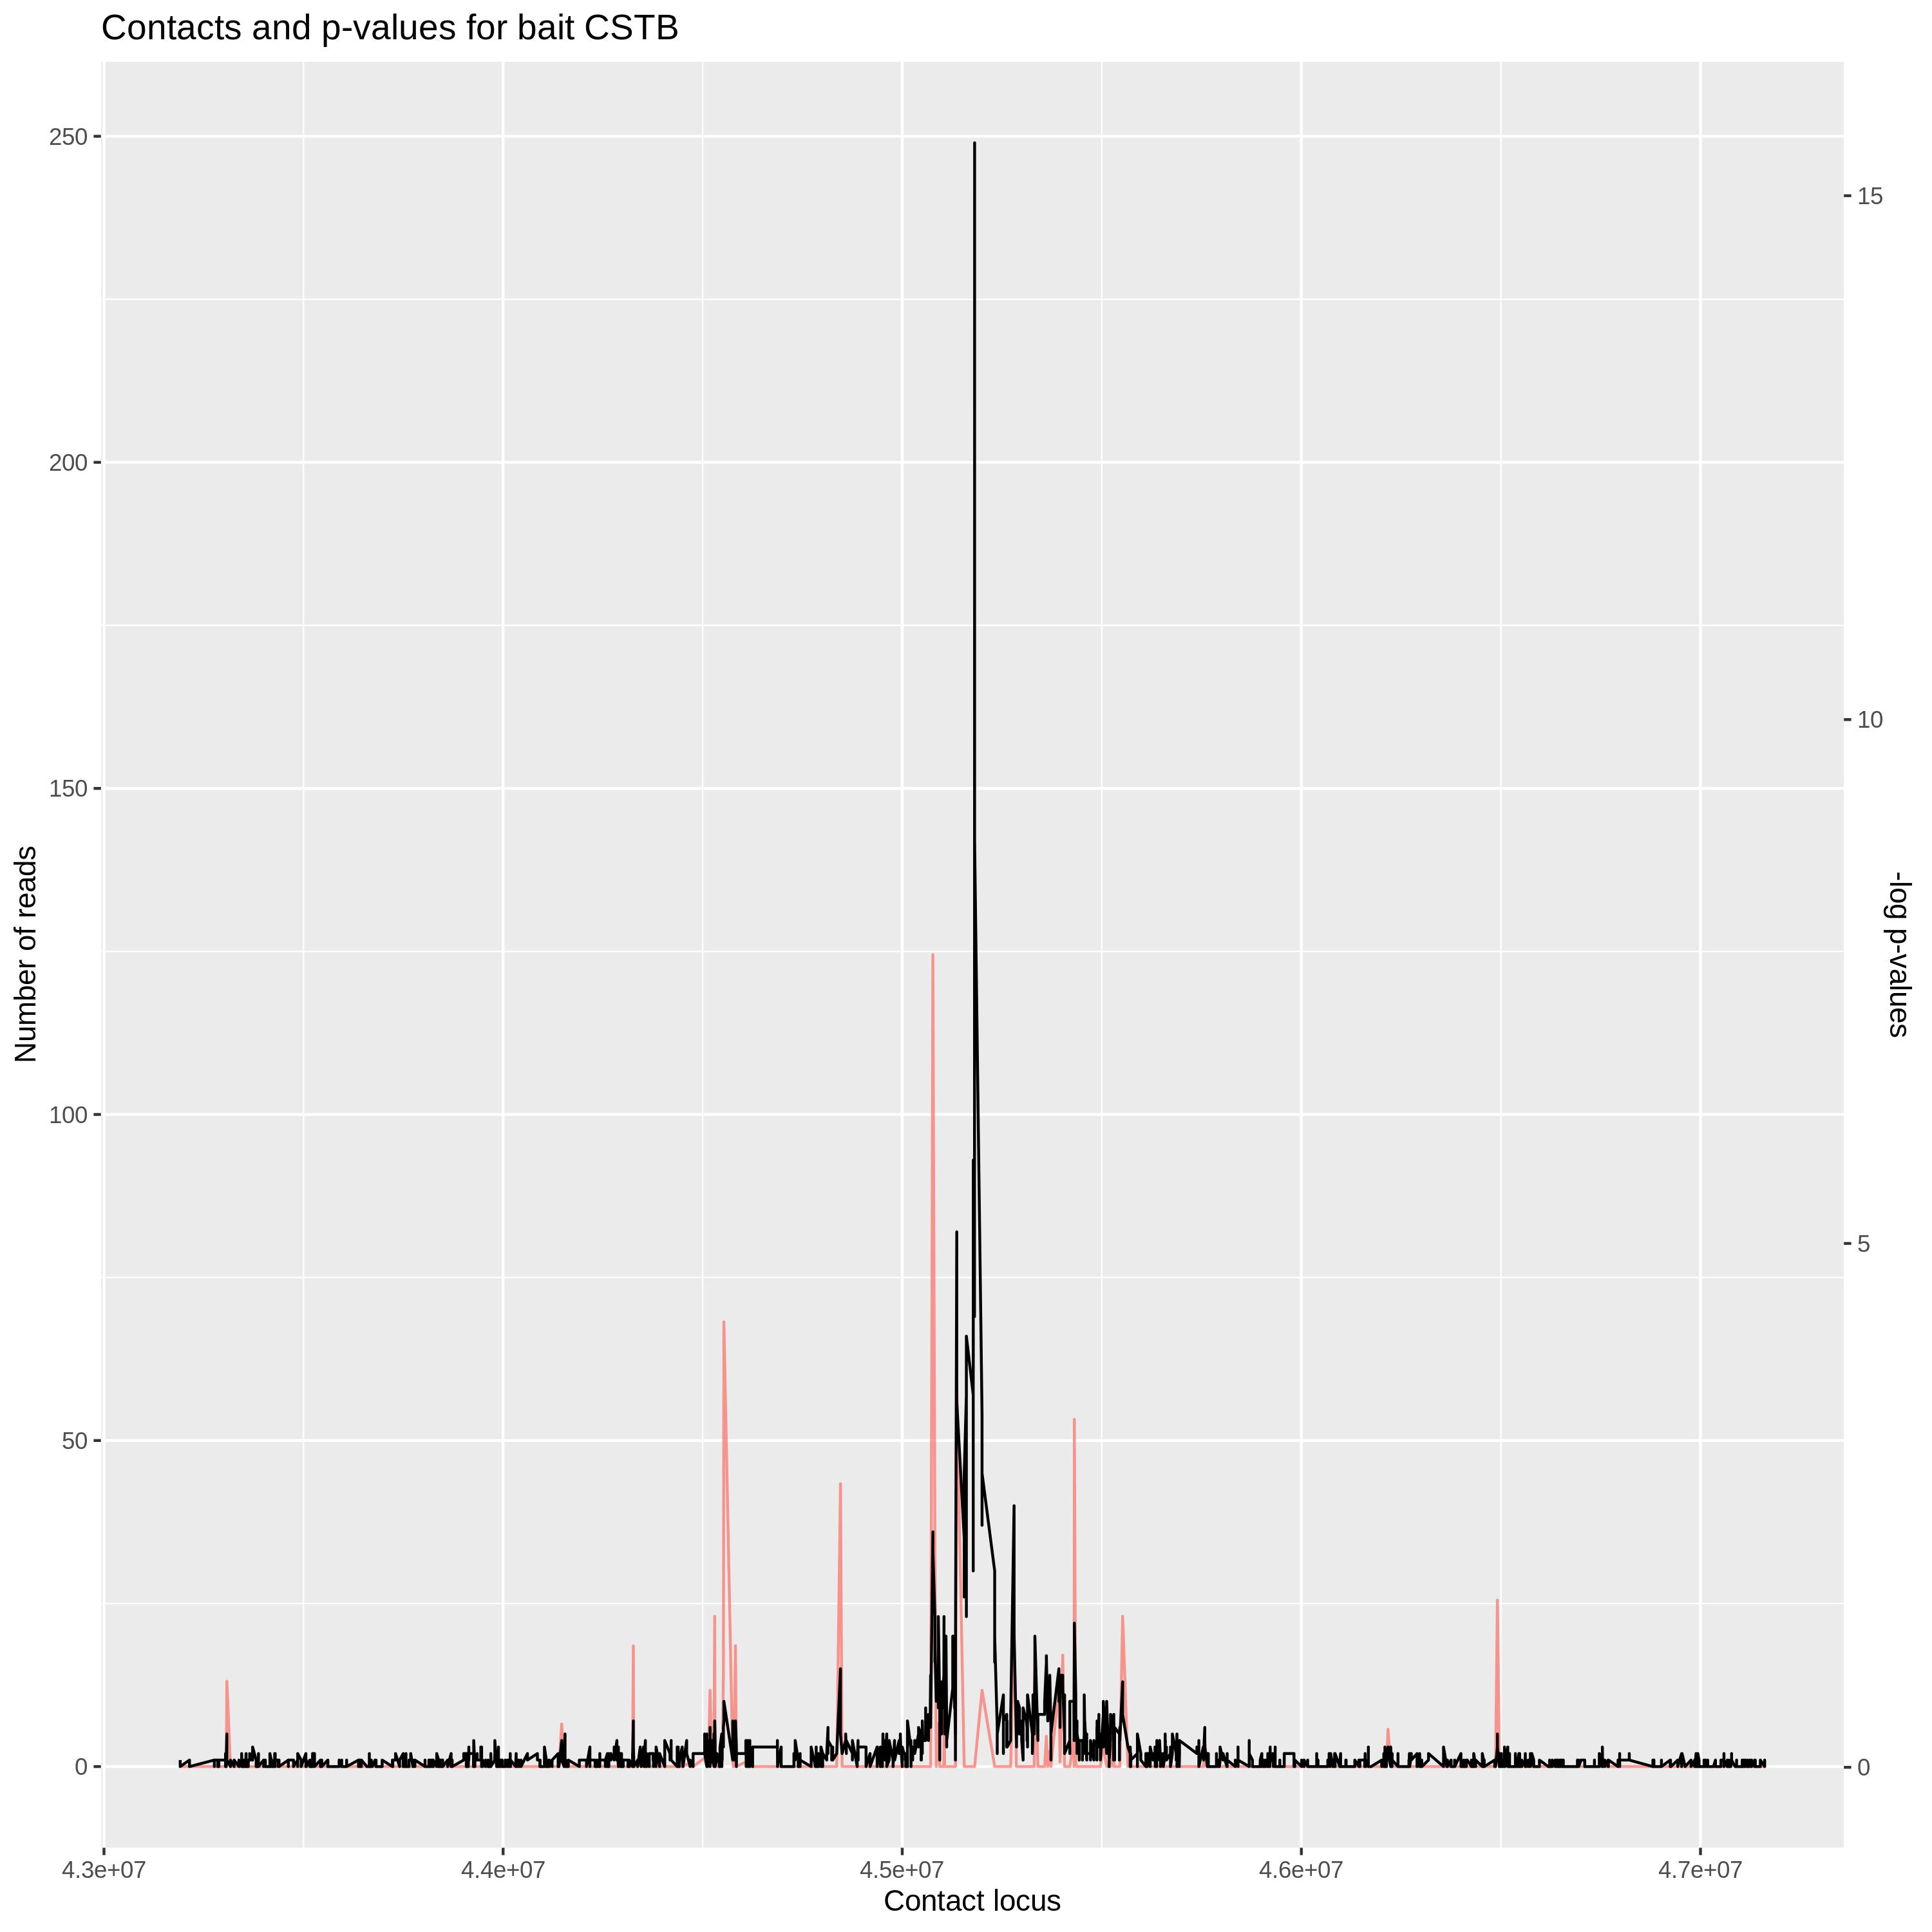 Contacts and p-values for bait CSTB
250
200
150
100
50
0
Number of reads
15
10
5
0
-log p-values
4.3e+07
4.4e+07
4.5e+07
4.6e+07
4.7e+07
Contact locus